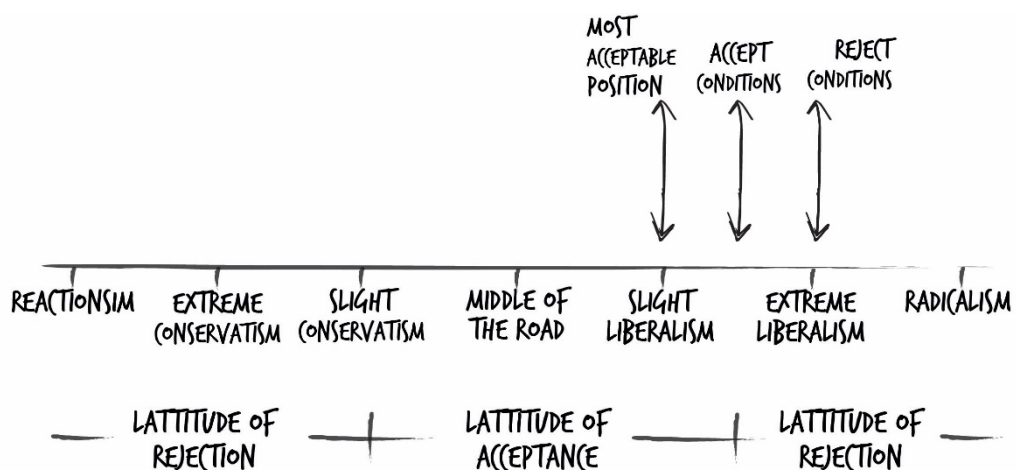 MOST
ACCEPTABLE
POSITION
ACCEPT
CONDITIONS
REJECT
CONDITIONS
REACTIONSIM
EXTREME
CONSERVATISM
SLIGHT
CONSERVATISM
MIDDLE OF
THE ROAD
SLIGHT
LIBERALISM
EXTREME
LIBERALISM
RADICALISM
LATTITUDE OF
REJECTION
LATTITUDE OF
ACCEPTANCE
LATTITUDE OF
REJECTION